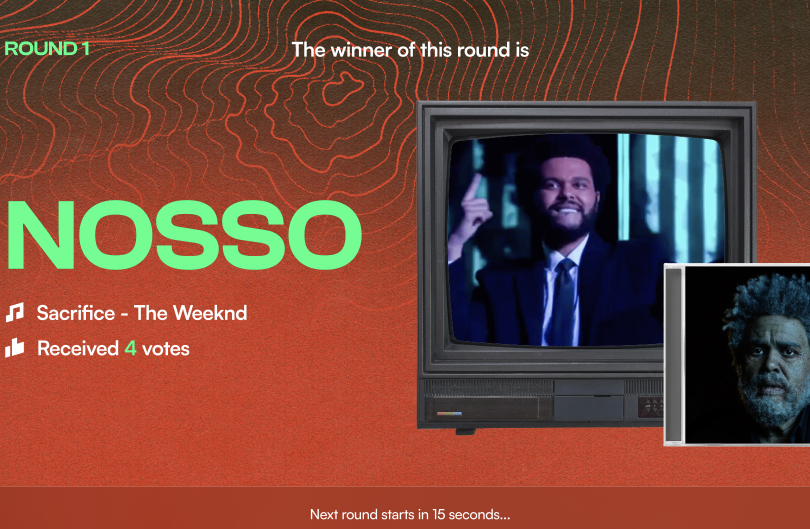 ROUND 1
The winner of this round is
NOSSO
Sacrifice - The Weeknd
Received 4 votes
Next round starts in 15 seconds...